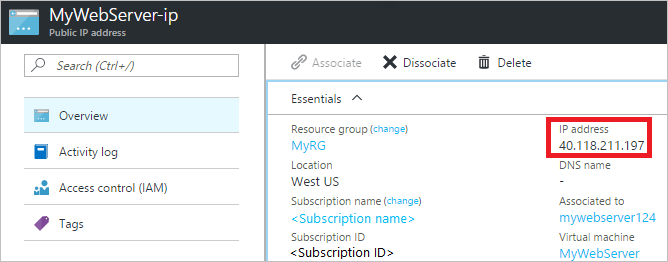 MyWebServer-ip
Public IP address
Search (Ctrl+/)
Overview
Activity log
Access control (IAM)
Tags
Associate
Dissociate
Delete
Essentials
Resource group (change)
MyRG
Location
West US
Subscription name (change)
<Subscription name>
Subscription ID
<Subscription ID>
IP address
40.118.211.197
DNS name
-
Associated to
mywebserver124
Virtual machine
MyWebServer